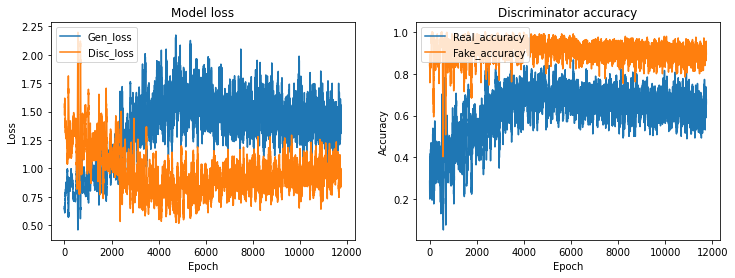 Model loss
Gen_loss
Disc_loss
Loss
2.25
2.00
1.75
1.50
1.25
1.00
0.75
0.50
0 2000 4000 6000 8000 10000 12000
Epoch
Discriminator accuracy
Real_accuracy
Fake_accuracy
Accuracy
1.0
0.8
0.6
0.4
0.2
0 2000 4000 6000 8000 10000 12000
Epoch